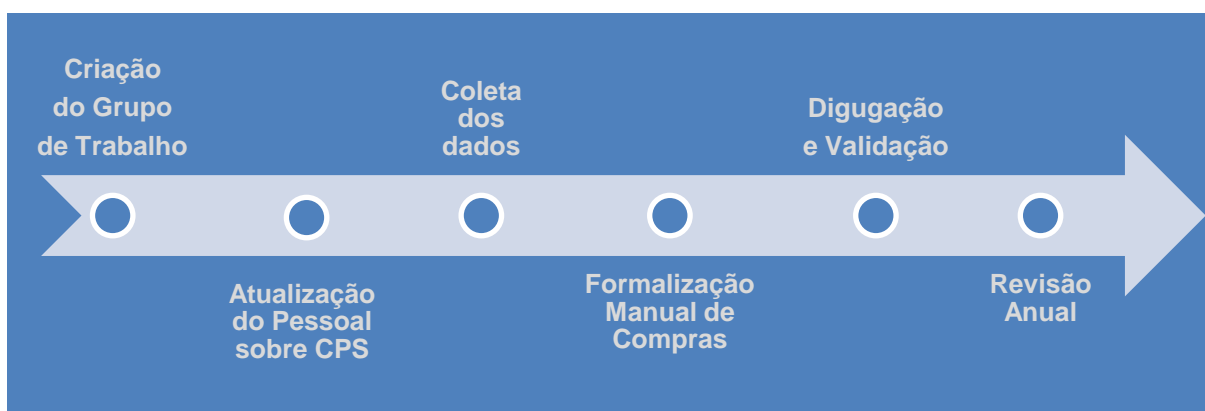 Criação
do Grupo
de Trabalho
Atualização
do Pessoal
sobre CPS
Coleta
dos
dados
Formalização
Manual de
Compras
Digugação
e Validação
Revisão
Anual